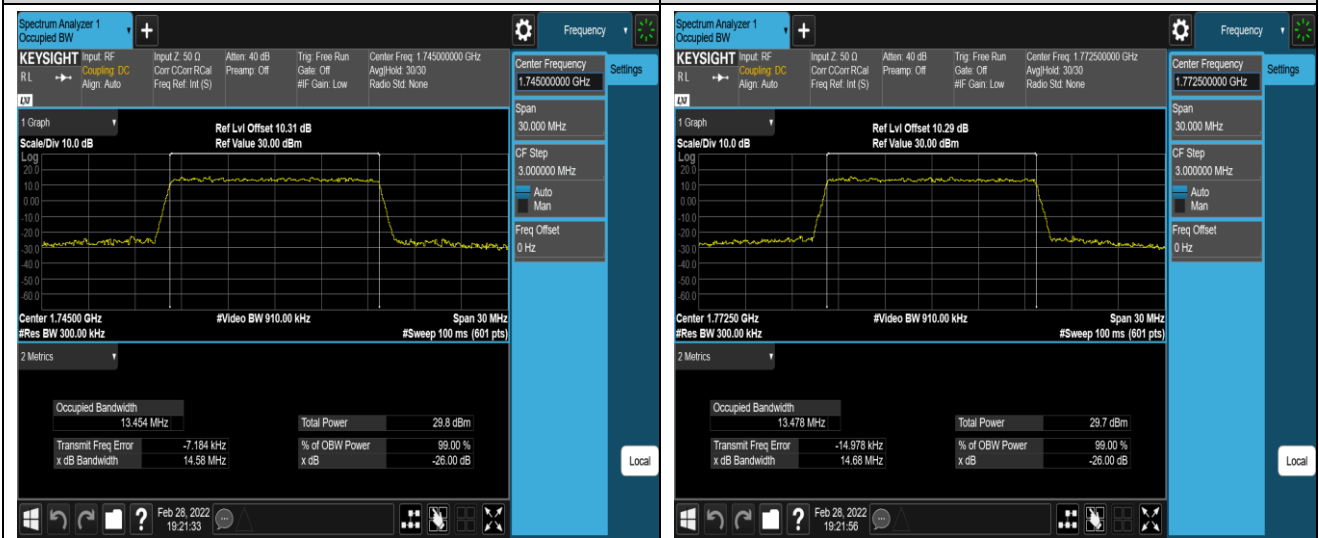 Spectrum Analyzer 1
Occupied BW
Frequency
KEYSIGHT
R L
LXI
Input: RF
Coupling: DC
Align: Auto
Input Z: 50 Ω
Corr CCorr RCal
Freq Ref: Int (S)
Atten: 40 dB
Preamp: Off
Trig: Free Run
Gate: Off
#IF Gain: Low
Center Freq: 1.745000000 GHz
Avg|Hold: 30/30
Radio Std: None
Center Frequency
1.745000000 GHz
Settings
Span
30.000 MHz
CF Step
3.000000 MHz
Auto
Man
Freq Offset
0 Hz
Local
1 Graph
Ref Lvl Offset 10.31 dB
Scale/Div 10.0 dB
Ref Value 30.00 dBm
Log
20.0
10.0
0.00
-10.0
-20.0
-30.0
-40.0
-50.0
-60.0
Center 1.74500 GHz
#Video BW 910.00 kHz
Span 30 MHz
#Res BW 300.00 kHz
#Sweep 100 ms (601 pts)
2 Metrics
Occupied Bandwidth
13.454 MHz
Total Power 29.8 dBm
Transmit Freq Error -7.184 kHz
% of OBW Power 99.00 %
x dB Bandwidth 14.58 MHz
x dB -26.00 dB
?
Feb 28, 2022
19:21:33
Spectrum Analyzer 1
Occupied BW
Frequency
KEYSIGHT
R L
LXI
Input: RF
Coupling: DC
Align: Auto
Input Z: 50 Ω
Corr CCorr RCal
Freq Ref: Int (S)
Atten: 40 dB
Preamp: Off
Trig: Free Run
Gate: Off
#IF Gain: Low
Center Freq: 1.772500000 GHz
Avg|Hold: 30/30
Radio Std: None
Center Frequency
1.772500000 GHz
Settings
Span
30.000 MHz
CF Step
3.000000 MHz
Auto
Man
Freq Offset
0 Hz
Local
1 Graph
Ref Lvl Offset 10.29 dB
Scale/Div 10.0 dB
Ref Value 30.00 dBm
Log
20.0
10.0
0.00
-10.0
-20.0
-30.0
-40.0
-50.0
-60.0
Center 1.77250 GHz
#Video BW 910.00 kHz
Span 30 MHz
#Res BW 300.00 kHz
#Sweep 100 ms (601 pts)
2 Metrics
Occupied Bandwidth
13.478 MHz
Total Power 29.7 dBm
Transmit Freq Error -14.978 kHz
% of OBW Power 99.00 %
x dB Bandwidth 14.68 MHz
x dB -26.00 dB
?
Feb 28, 2022
19:21:56